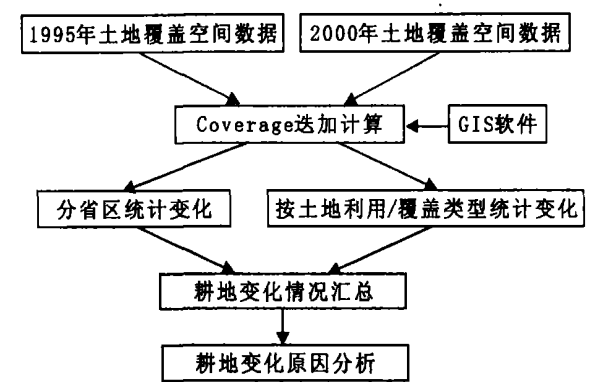 1995年土地覆盖空间数据
2000年土地覆盖空间数据
Coverage迭加计算
GIS软件
分省区统计变化
按土地利用/覆盖类型统计变化
耕地变化情况汇总
耕地变化原因分析